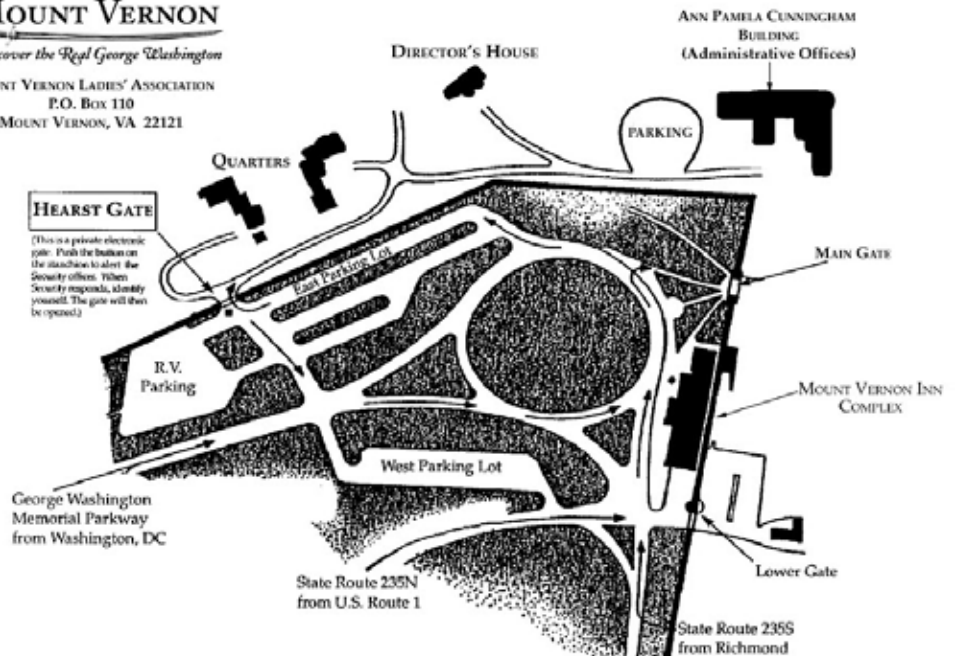 OUNT VERNON
cover the Real George Washington
NT VERNON LADIES' ASSOCIATION
P.O. BOX 110
MOUNT VERNON, VA 22121
DIRECTOR'S HOUSE
ANN PAMELA CUNNINGHAM
BUILDING
(Administrative Offices)
PARKING
QUARTERS
HEARST GATE
(This is a private electronic
gate. Push the button on
the stanchion to alert the
Security officer. When
Security responds, identify
yourself. The gate will then
be opened.)
East Parking Lot
MAIN GATE
R.V.
Parking
MOUNT VERNON INN
COMPLEX
West Parking Lot
George Washington
Memorial Parkway
from Washington, DC
State Route 235N
from U.S. Route 1
Lower Gate
State Route 235S
from Richmond